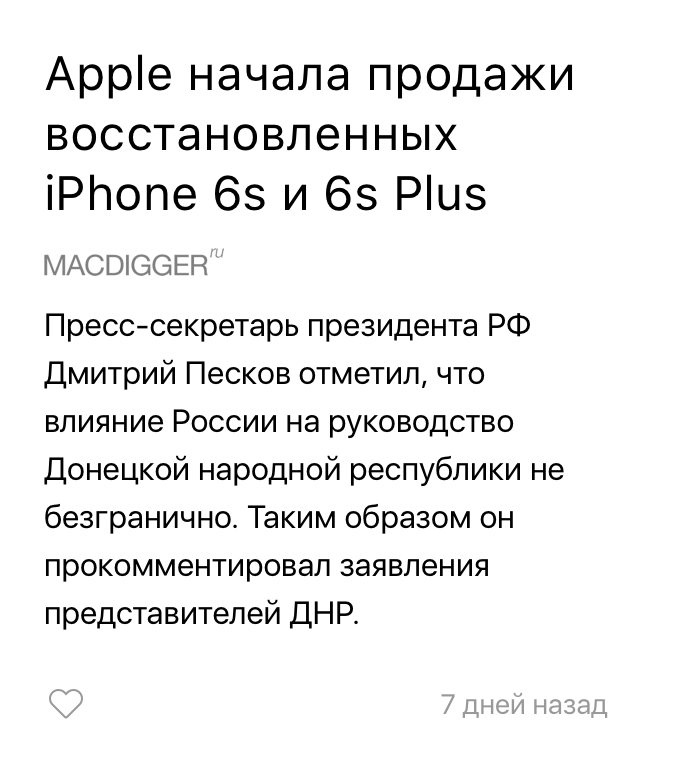 Apple начала продажи
восстановленных
iPhone 6s и 6s Plus
MACDIGGER ru
Пресс-секретарь президента РФ
Дмитрий Песков отметил, что
влияние России на руководство
Донецкой народной республики не
безгранично. Таким образом он
прокомментировал заявления
представителей ДНР.
7 дней назад